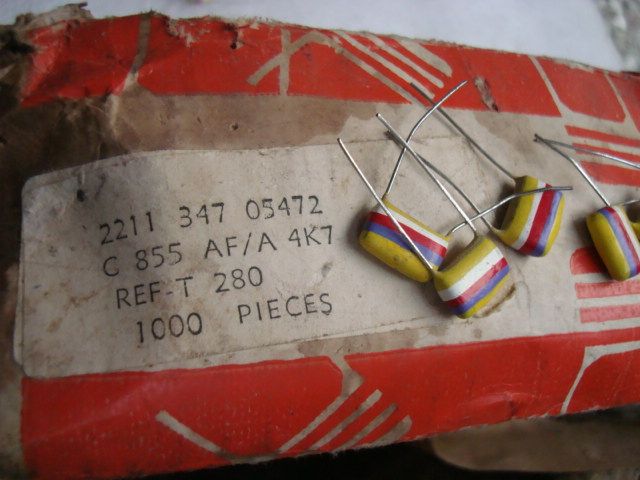 2211 347 05472
C 855 AF/A 4K7
REF-T 280
1000 PIECES